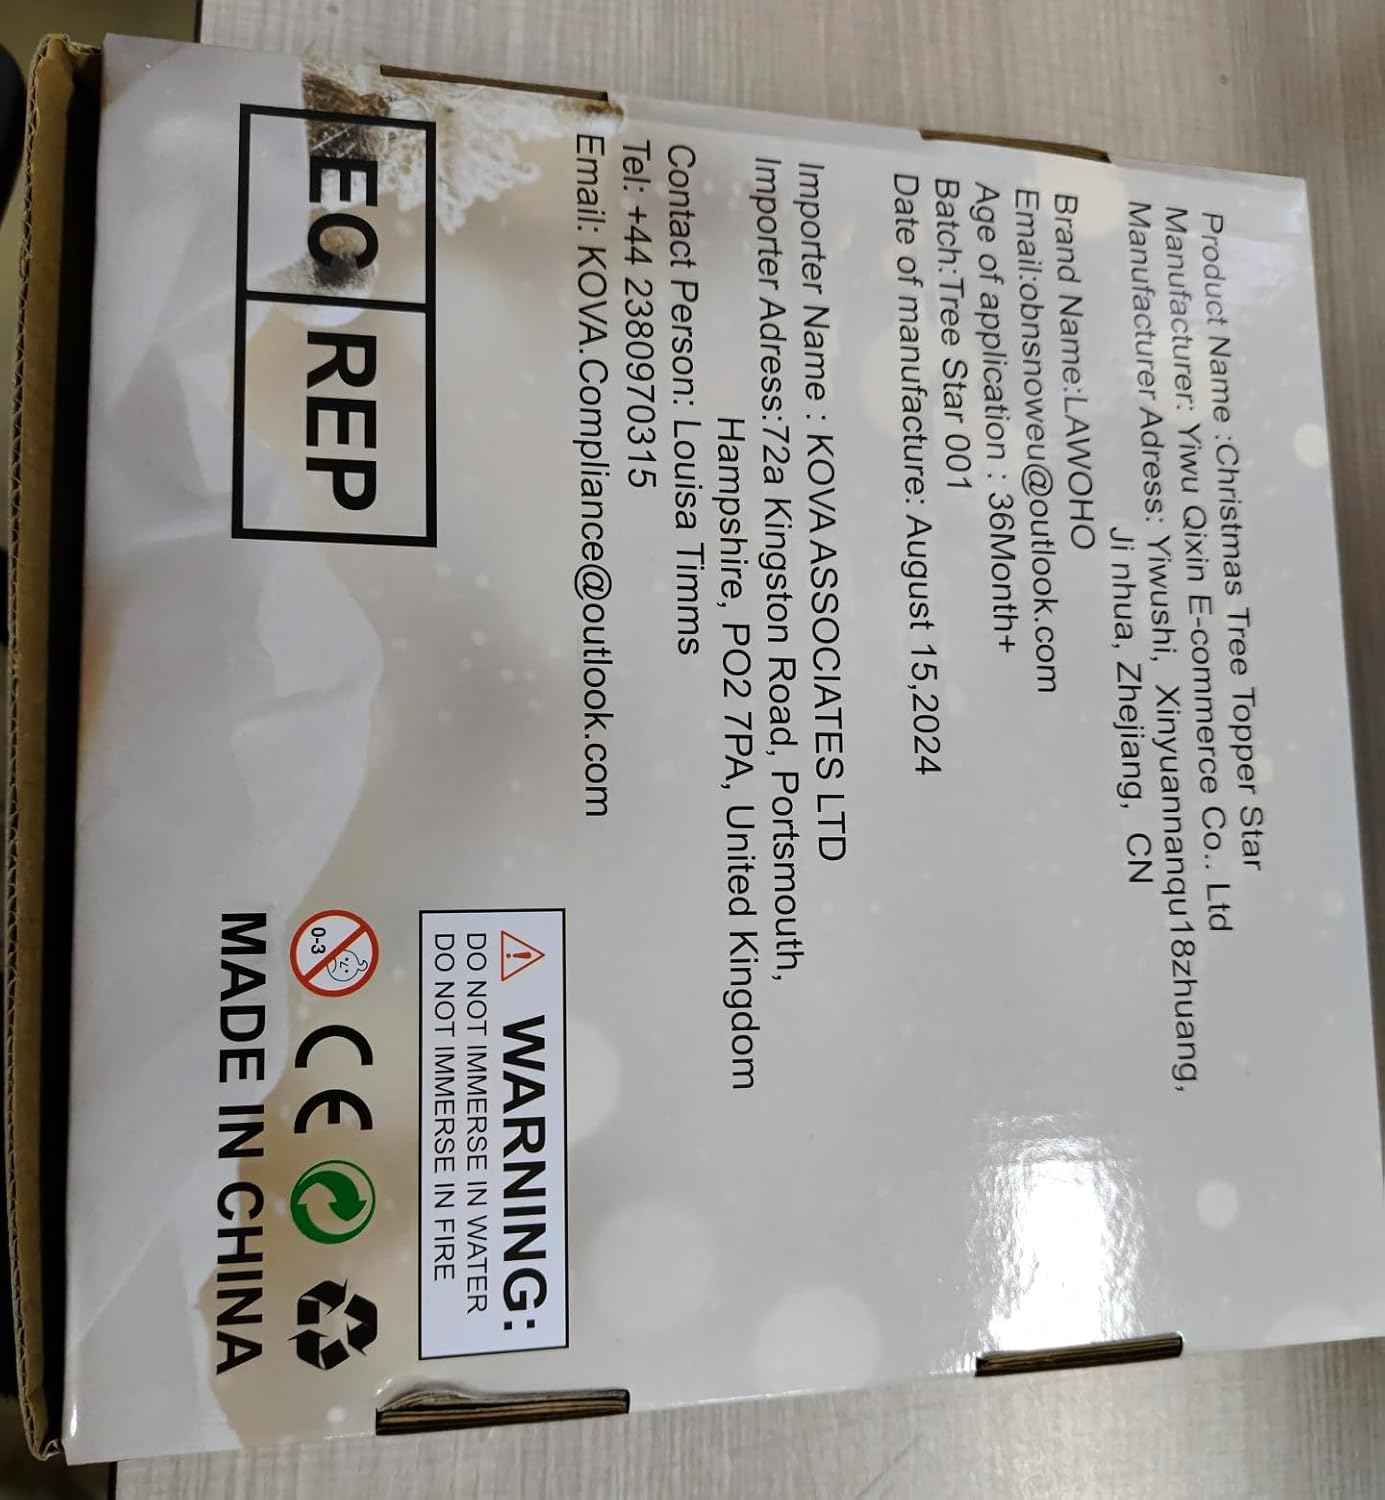 Product Name :Christmas Tree Topper Star
Manufacturer: Yiwu Qixin E-commerce Co.. Ltd
Manufacturer Adress: Yiwushi, Xinyuannanqu18zhuang,
Ji nhua, Zhejiang, CN
Brand Name:LAWOHO
Email:obnsnoweu@outlook.com
Age of application : 36Month+
Batch:Tree Star 001
Date of manufacture: August 15,2024
Importer Name : KOVA ASSOCIATES LTD
Importer Adress:72a Kingston Road, Portsmouth,
Hampshire, PO2 7PA, United Kingdom
Contact Person: Louisa Timms
Tel: +44 2380970315
Email: KOVA.Compliance@outlook.com
EC REP
WARNING:
DO NOT IMMERSE IN WATER
DO NOT IMMERSE IN FIRE
0-3
CE
MADE IN CHINA